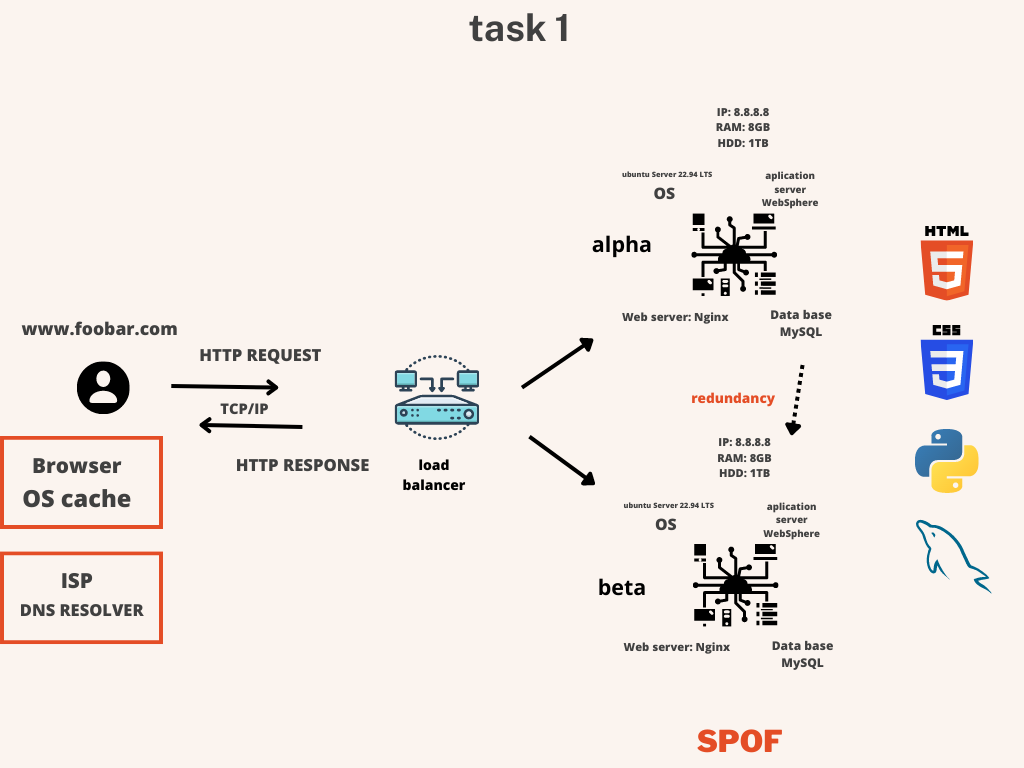 task 1
IP: 8.8.8.8
RAM: 8GB
HDD: 1TB
ubuntu Server 22.94 LTS
OS
aplication
server
WebSphere
alpha
Web server: Nginx
Data base
MySQL
HTML
CSS
www.foobar.com
HTTP REQUEST
TCP/IP
HTTP RESPONSE
load
balancer
redundancy
Browser
OS cache
ISP
DNS RESOLVER
IP: 8.8.8.8
RAM: 8GB
HDD: 1TB
ubuntu Server 22.94 LTS
OS
aplication
server
WebSphere
beta
Web server: Nginx
Data base
MySQL
SPOF